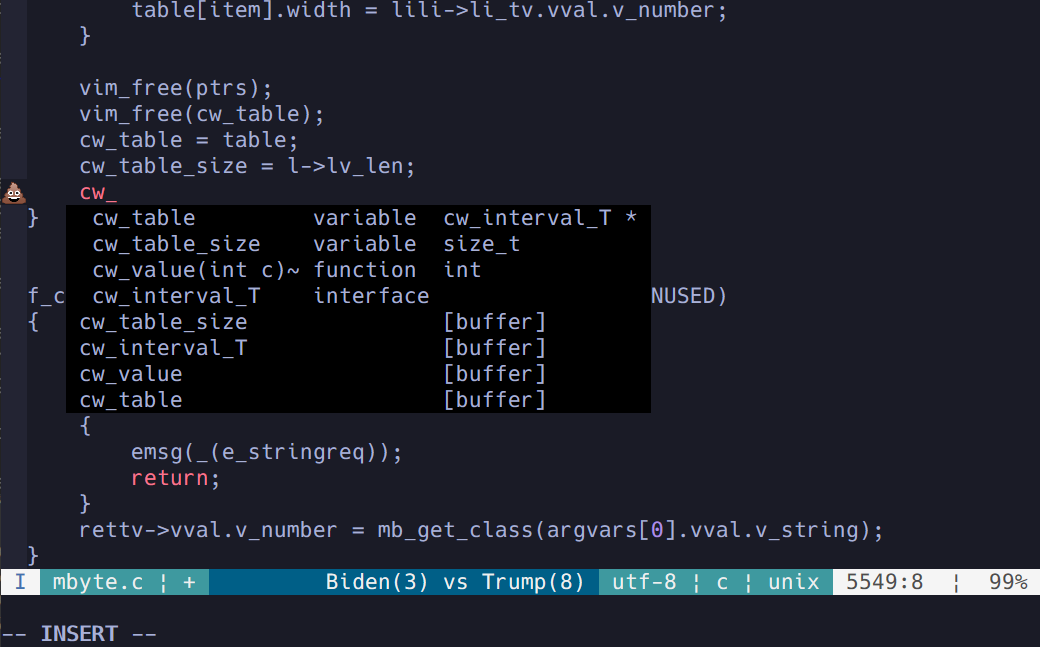 table[item].width = lili->li_tv.vval.v_number;
}
vim_free(ptrs);
vim_free(cw_table);
cw_table = table;
cw_table_size = l->lv_len;
cw_
}
cw_table variable cw_interval_T *
cw_table_size variable size_t
cw_value(int c)~ function int
f_c cw_interval_T interface NUSED)
{ cw_table_size [buffer]
cw_interval_T [buffer]
cw_value [buffer]
cw_table [buffer]
{
emsg(_(e_stringreq));
return;
}
rettv->vval.v_number = mb_get_class(argvars[0].vval.v_string);
}
I mbyte.c ¦ + Biden(3) vs Trump(8) utf-8 ¦ c ¦ unix 5549:8 ¦ 99%
-- INSERT --